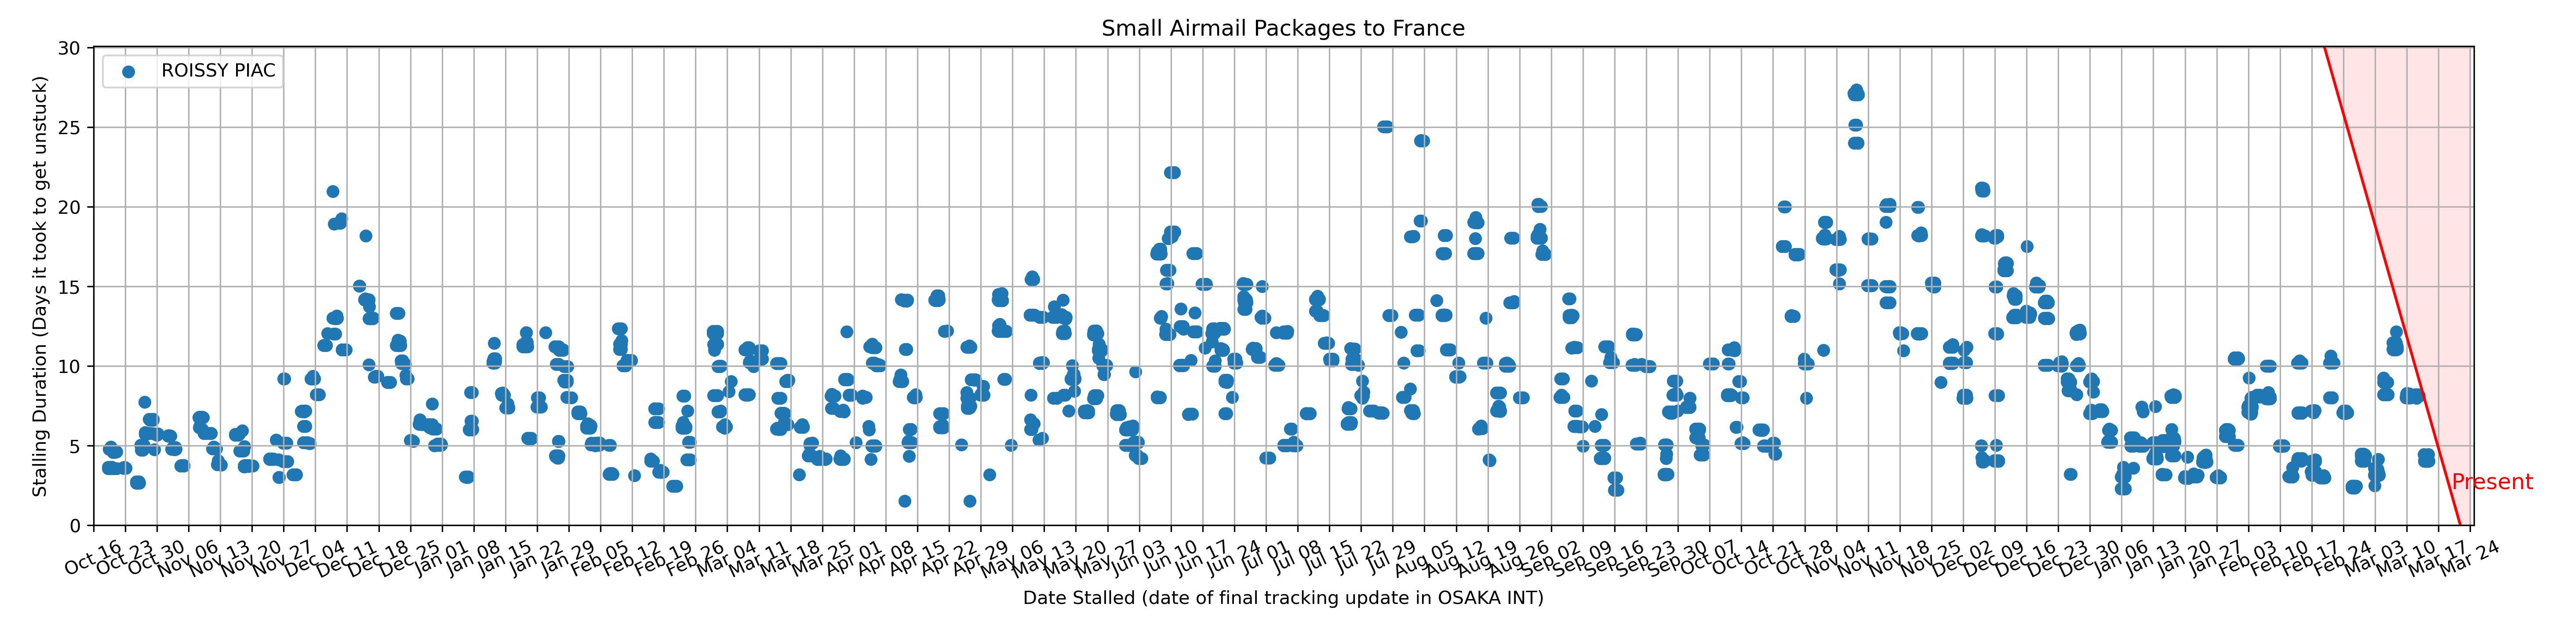 Small Airmail Packages to France
ROISSY PIAC
Stalling Duration (Days it took to get unstuck)
30
25
20
15
10
5
0
Present
Oct 16 Oct 23 Oct 30 Nov 06 Nov 13 Nov 20 Nov 27 Dec 04 Dec 11 Dec 18 Dec 25 Jan 01 Jan 08 Jan 15 Jan 22 Jan 29 Feb 05 Feb 12 Feb 19 Feb 26 Mar 04 Mar 11 Mar 18 Mar 25 Apr 01 Apr 08 Apr 15 Apr 22 Apr 29 May 06 May 13 May 20 May 27 Jun 03 Jun 10 Jun 17 Jun 24 Jul 01 Jul 08 Jul 15 Jul 22 Jul 29 Aug 05 Aug 12 Aug 19 Aug 26 Sep 02 Sep 09 Sep 16 Sep 23 Sep 30 Oct 07 Oct 14 Oct 21 Oct 28 Nov 04 Nov 11 Nov 18 Nov 25 Dec 02 Dec 09 Dec 16 Dec 23 Dec 30 Jan 06 Jan 13 Jan 20 Jan 27 Feb 03 Feb 10 Feb 17 Feb 24 Mar 03 Mar 10 Mar 17 Mar 24
Date Stalled (date of final tracking update in OSAKA INT)